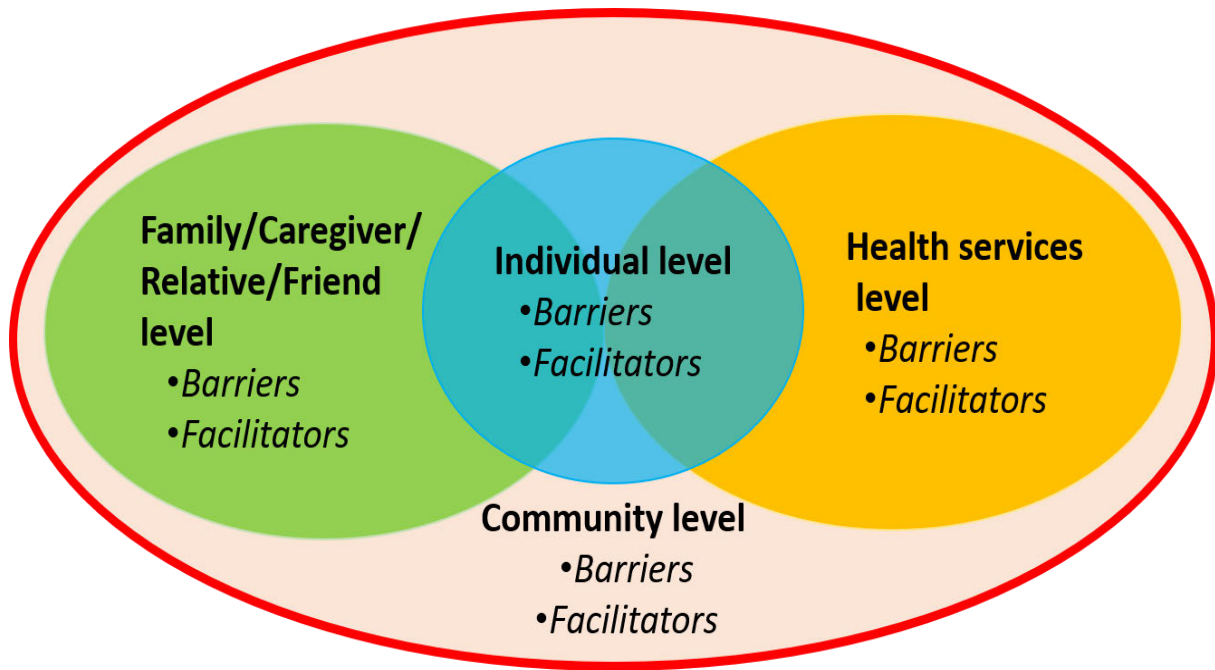 Family/Caregiver/
Relative/Friend
level
•Barriers
•Facilitators
Individual level
•Barriers
•Facilitators
Health services
level
•Barriers
•Facilitators
Community level
•Barriers
•Facilitators